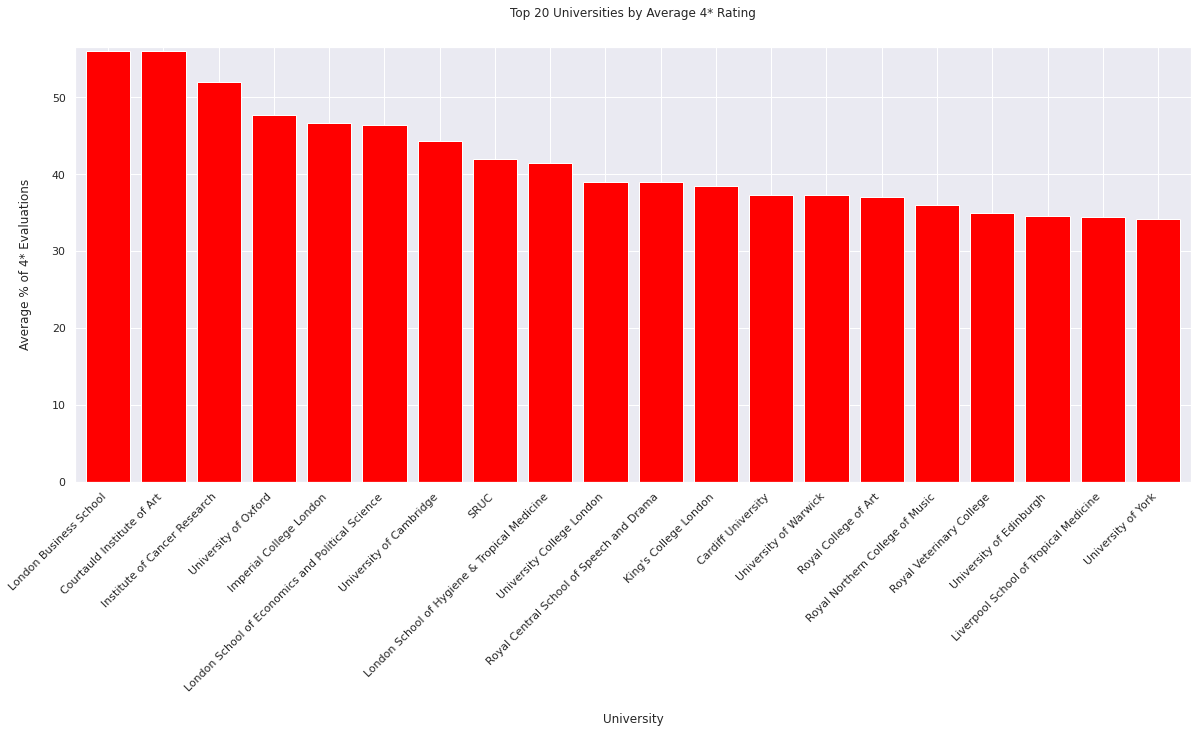 Top 20 Universities by Average 4* Rating
Average % of 4* Evaluations
50
40
30
20
10
0
London Business School
Courtauld Institute of Art
Institute of Cancer Research
University of Oxford
Imperial College London
London School of Economics and Political Science
University of Cambridge
SRUC
London School of Hygiene & Tropical Medicine
University College London
Royal Central School of Speech and Drama
King's College London
Cardiff University
University of Warwick
Royal College of Art
Royal Northern College of Music
Royal Veterinary College
University of Edinburgh
Liverpool School of Tropical Medicine
University of York
University